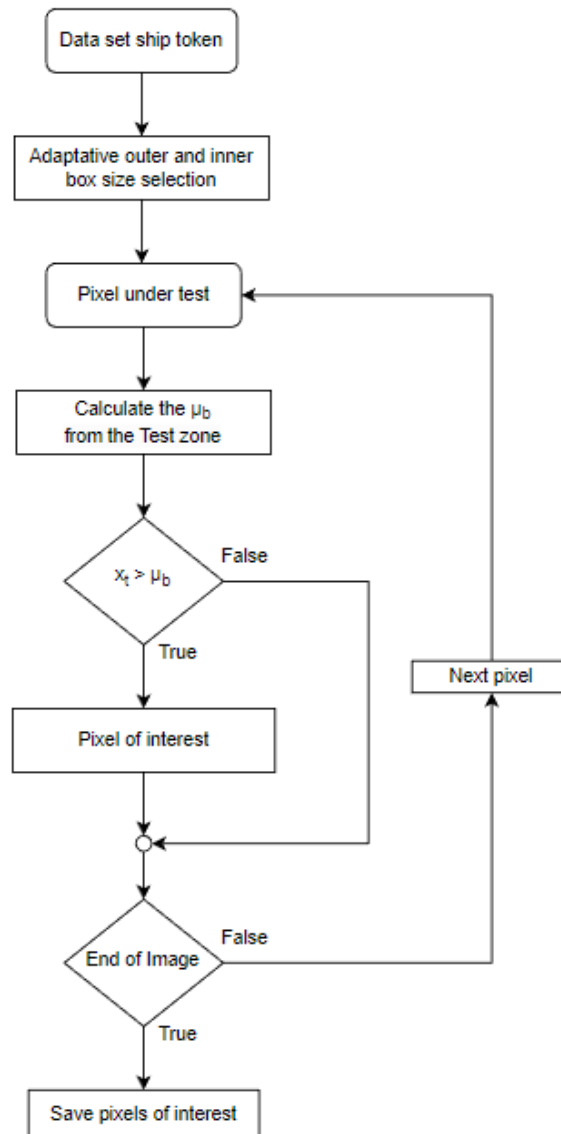 Data set ship token
Adaptative outer and inner
box size selection
Pixel under test
Calculate the μb
from the Test zone
xt > μb
False
True
Next pixel
Pixel of interest
End of Image
False
True
Save pixels of interest